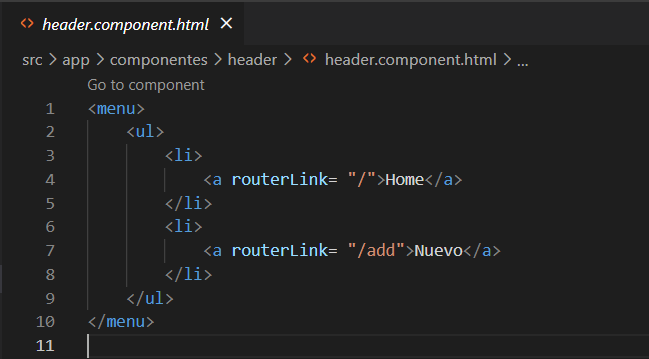 header.component.html
src > app > componentes > header > header.component.html > ...
Go to component
1 <menu>
2     <ul>
3         <li>
4             <a routerLink= "/">Home</a>
5         </li>
6         <li>
7             <a routerLink= "/add">Nuevo</a>
8         </li>
9     </ul>
10 </menu>
11